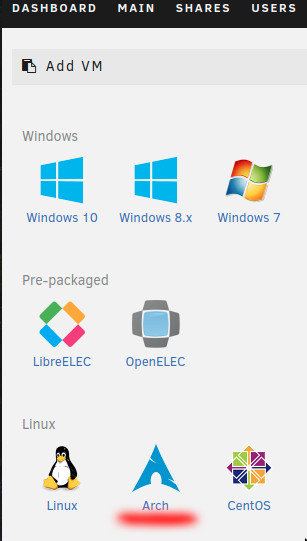 DASHBOARD MAIN SHARES USERS
Add VM
Windows
Windows 10 Windows 8.x Windows 7
Pre-packaged
LibreELEC OpenELEC
Linux
Linux Arch CentOS